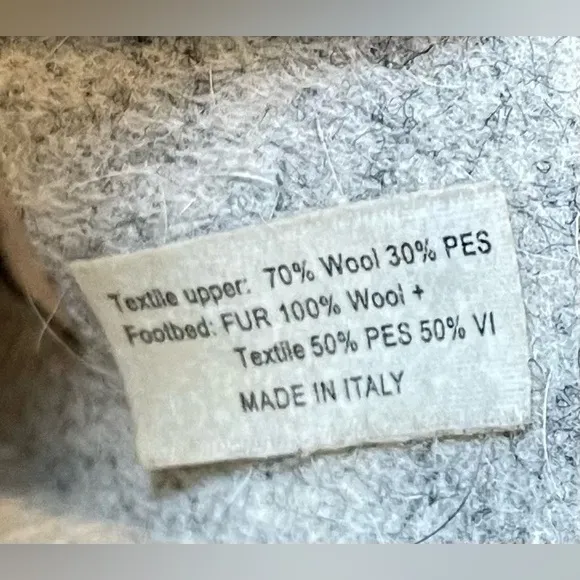 Textile upper: 70% Wool 30% PES
Footbed: FUR 100% Wool +
Textile 50% PES 50% VI
MADE IN ITALY